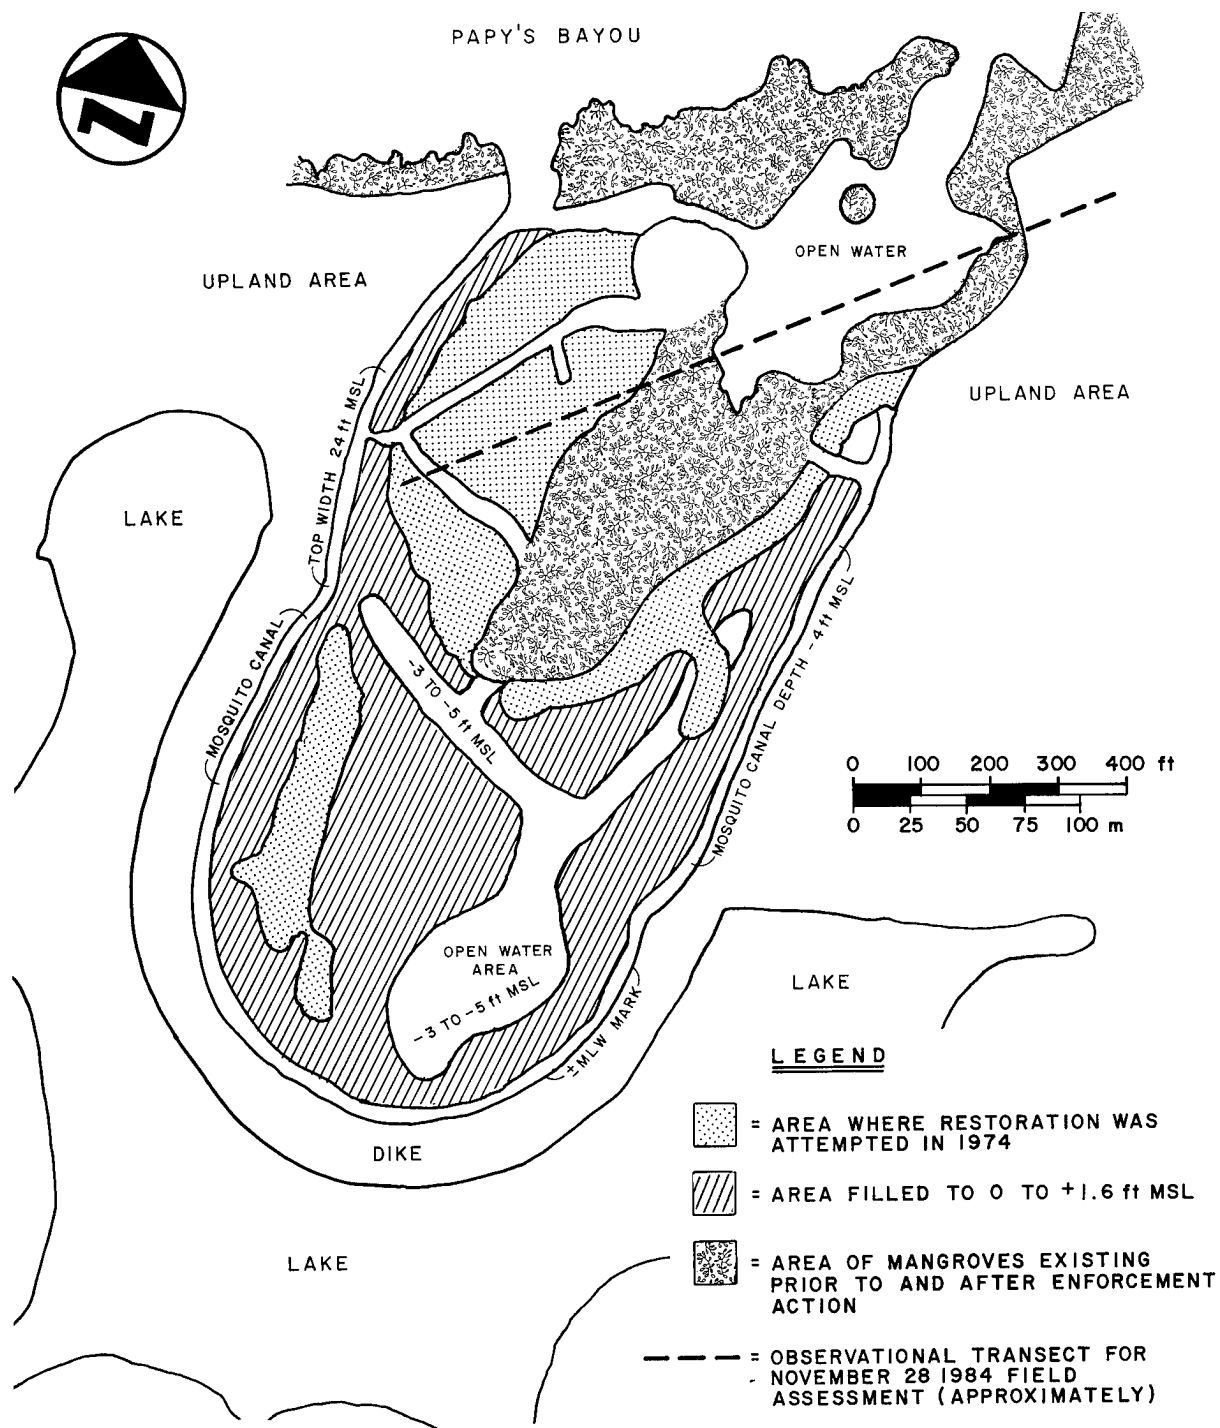 PAPY'S BAYOU
N
OPEN WATER
UPLAND AREA
UPLAND AREA
TOP WIDTH 24 ft MSL
LAKE
MOSQUITO CANAL
-3 TO -5 ft MSL
MOSQUITO CANAL DEPTH -4 ft MSL
0 100 200 300 400 ft
0 25 50 75 100 m
OPEN WATER
AREA
-3 TO -5 ft MSL
LAKE
± MLW MARK
DIKE
LAKE
LEGEND
= AREA WHERE RESTORATION WAS
ATTEMPTED IN 1974
= AREA FILLED TO 0 TO +1.6 ft MSL
= AREA OF MANGROVES EXISTING
PRIOR TO AND AFTER ENFORCEMENT
ACTION
= OBSERVATIONAL TRANSECT FOR
NOVEMBER 28 1984 FIELD
ASSESSMENT (APPROXIMATELY)